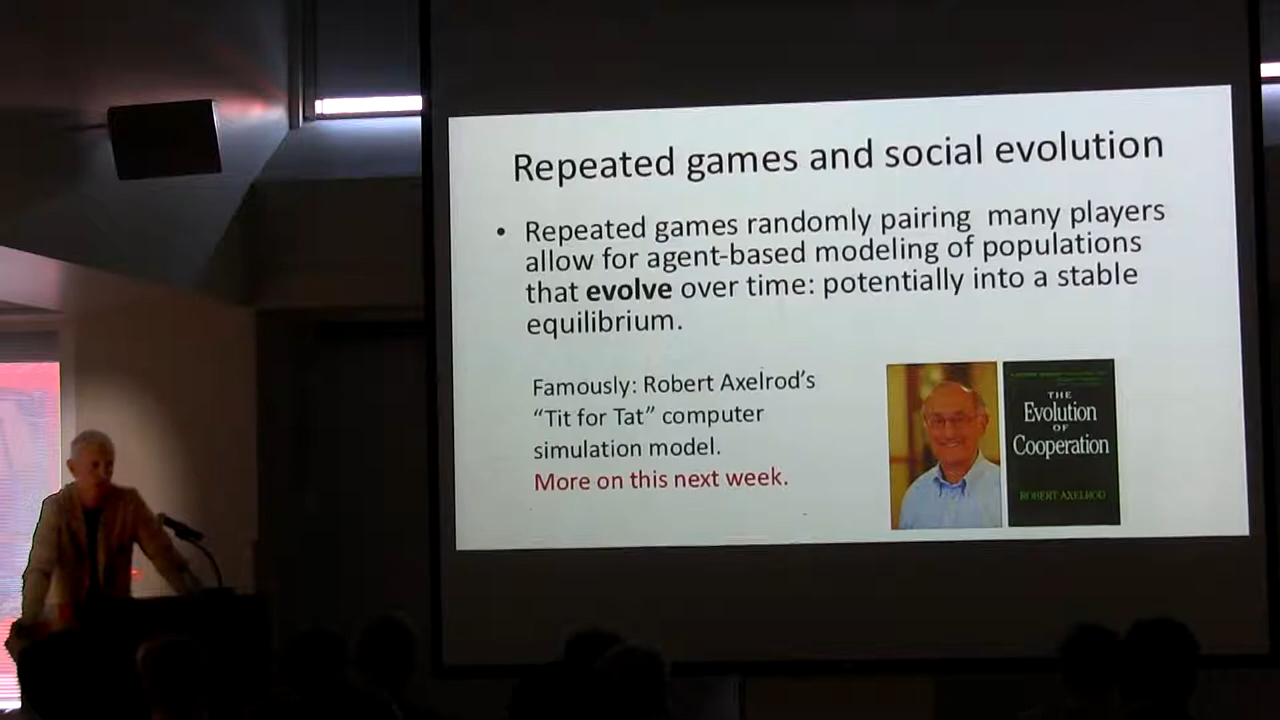 Repeated games and social evolution
• Repeated games randomly pairing many players
allow for agent-based modeling of populations
that evolve over time: potentially into a stable
equilibrium.
Famously: Robert Axelrod's
“Tit for Tat” computer
simulation model.
More on this next week.
THE
Evolution
OF
Cooperation
ROBERT AXELROD